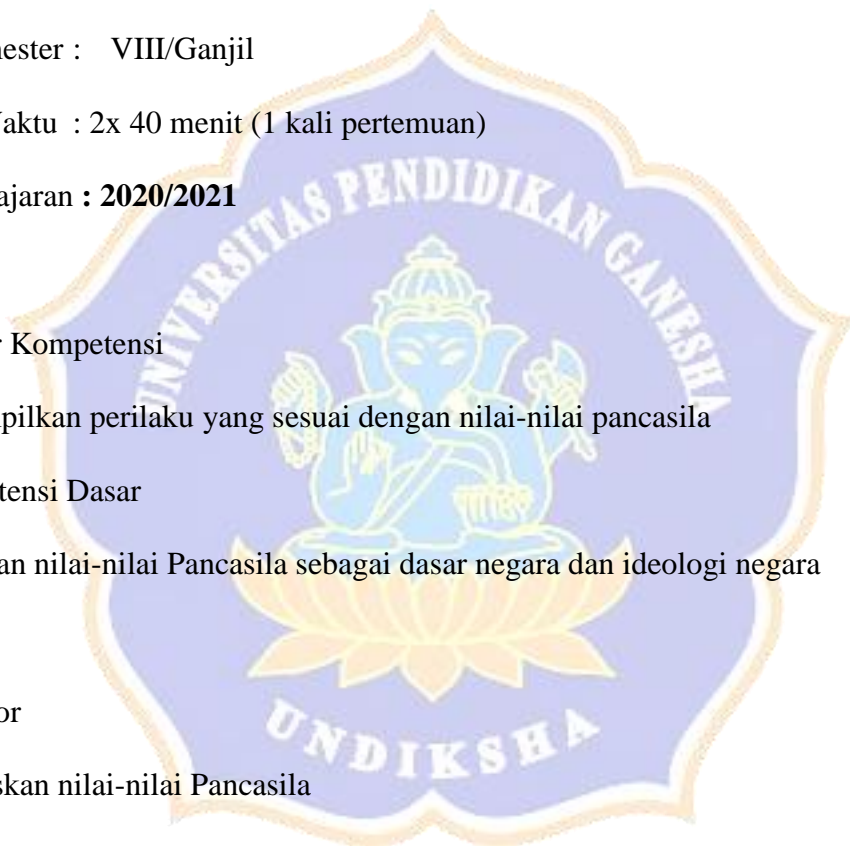 nester : VIII/Ganjil
Vaktu : 2x 40 menit (1 kali pertemuan)
ajaran : 2020/2021
UNIVERSITAS PENDIDIKAN GANESHA
r Kompetensi
npilkan perilaku yang sesuai dengan nilai-nilai pancasila
tensi Dasar
an nilai-nilai Pancasila sebagai dasar negara dan ideologi negara
or
UNDIKSHA
skan nilai-nilai Pancasila